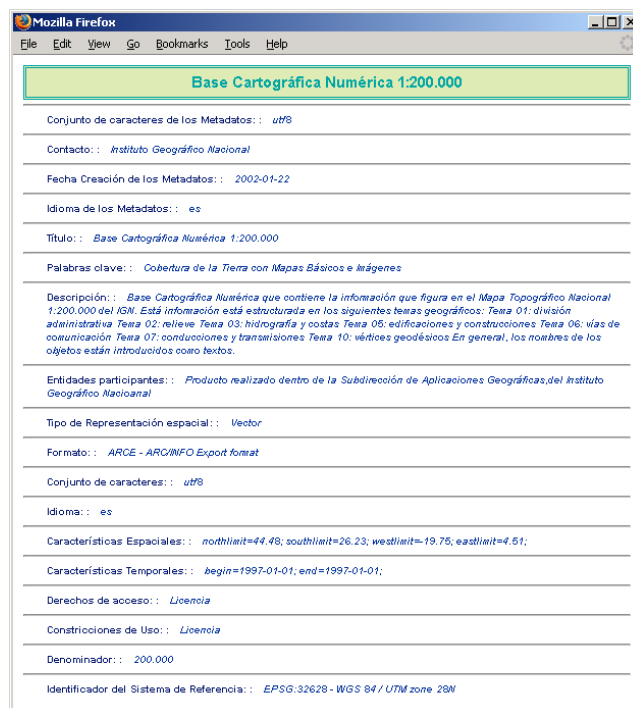 Mozilla Firefox
File Edit View Go Bookmarks Tools Help
Base Cartográfica Numérica 1:200.000
Conjunto de caracteres de los Metadatos: : utf8
Contacto: : Instituto Geográfico Nacional
Fecha Creación de los Metadatos: : 2002-01-22
Idioma de los Metadatos: : es
Título: : Base Cartográfica Numérica 1:200.000
Palabras clave: : Cobertura de la Tierra con Mapas Básicos e Imágenes
Descripción: : Base Cartográfica Numérica que contiene la información que figura en el Mapa Topográfico Nacional
1:200.000 del IGN. Está información está estructurada en los siguientes temas geográficos: Tema 01: división
administrativa Tema 02: relieve Tema 03: hidrografía y costas Tema 05: edificaciones y construcciones Tema 06: vías de
comunicación Tema 07: conducciones y transmisiones Tema 10: vértices geodésicos En general, los nombres de los
objetos están introducidos como textos.
Entidades participantes: : Producto realizado dentro de la Subdirección de Aplicaciones Geográficas,del Instituto
Geográfico Nacioanal
Tipo de Representación espacial: : Vector
Formato: : ARCE - ARC/INFO Export format
Conjunto de caracteres: : utf8
Idioma: : es
Características Espaciales: : northlimit=44.48; southlimit=26.23; westlimit=-19.75; eastlimit=4.51;
Características Temporales: : begin=1997-01-01; end=1997-01-01;
Derechos de acceso: : Licencia
Constricciones de Uso: : Licencia
Denominador: : 200.000
Identificador del Sistema de Referencia: : EPSG:32628 - WGS 84 / UTM zone 28N